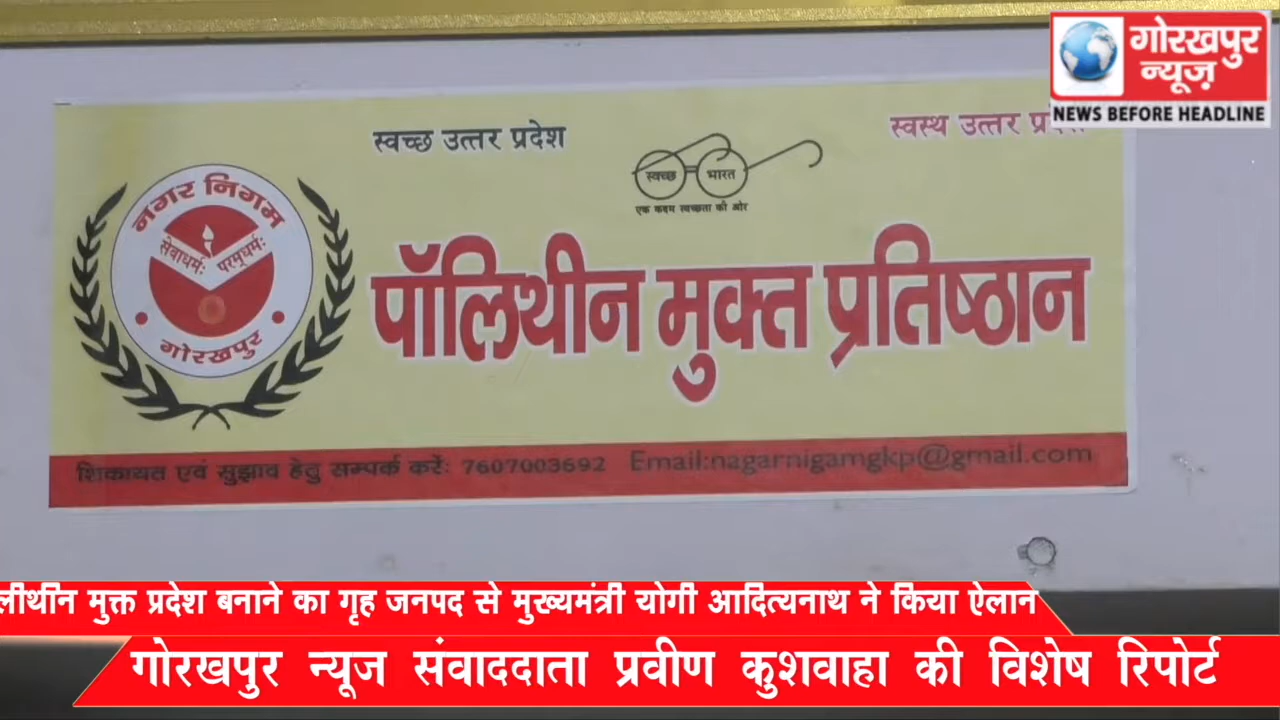 गोरखपुर
न्यूज़
NEWS BEFORE HEADLINE
स्वच्छ उत्तर प्रदेश
स्वस्थ उत्तर
स्वच्छ भारत
एक कदम स्वच्छता की ओर
नगर निगम
सेवाधर्मः परमधर्मः
गोरखपुर
पॉलिथीन मुक्त प्रतिष्ठान
शिकायत एवं सुझाव हेतु सम्पर्क करें: 7607003692 Email:nagarnigamgkp@gmail.com
लीथीन मुक्त प्रदेश बनाने का गृह जनपद से मुख्यमंत्री योगी आदित्यनाथ ने किया ऐलान
गोरखपुर न्यूज संवाददाता प्रवीण कुशवाहा की विशेष रिपोर्ट